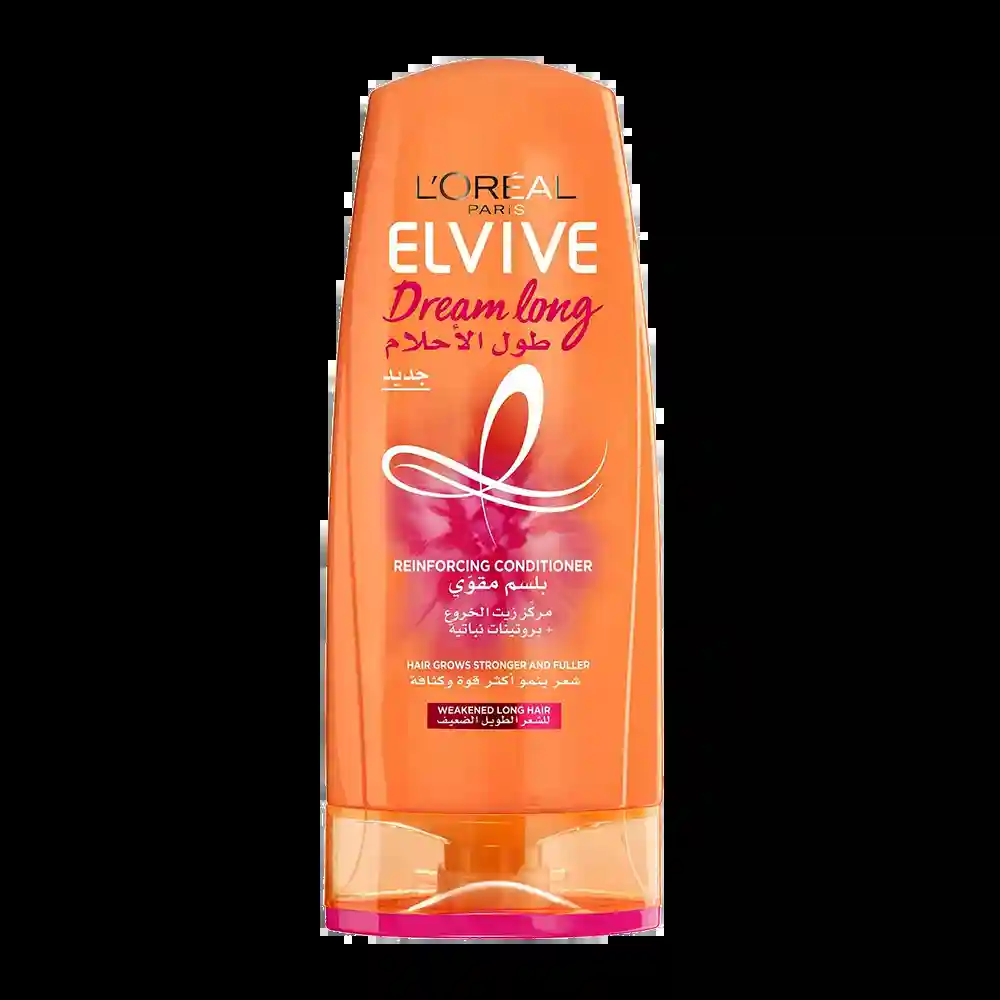 L'ORÉAL
PARIS
ELVIVE
Dream long
طول الأحلام
جديد
REINFORCING CONDITIONER
بلسم مقوّي
مركّز زيت الخروع
+ بروتينات نباتية
HAIR GROWS STRONGER AND FULLER
شعر ينمو أكثر قوة وكثافة
WEAKENED LONG HAIR
للشعر الطويل الضعيف